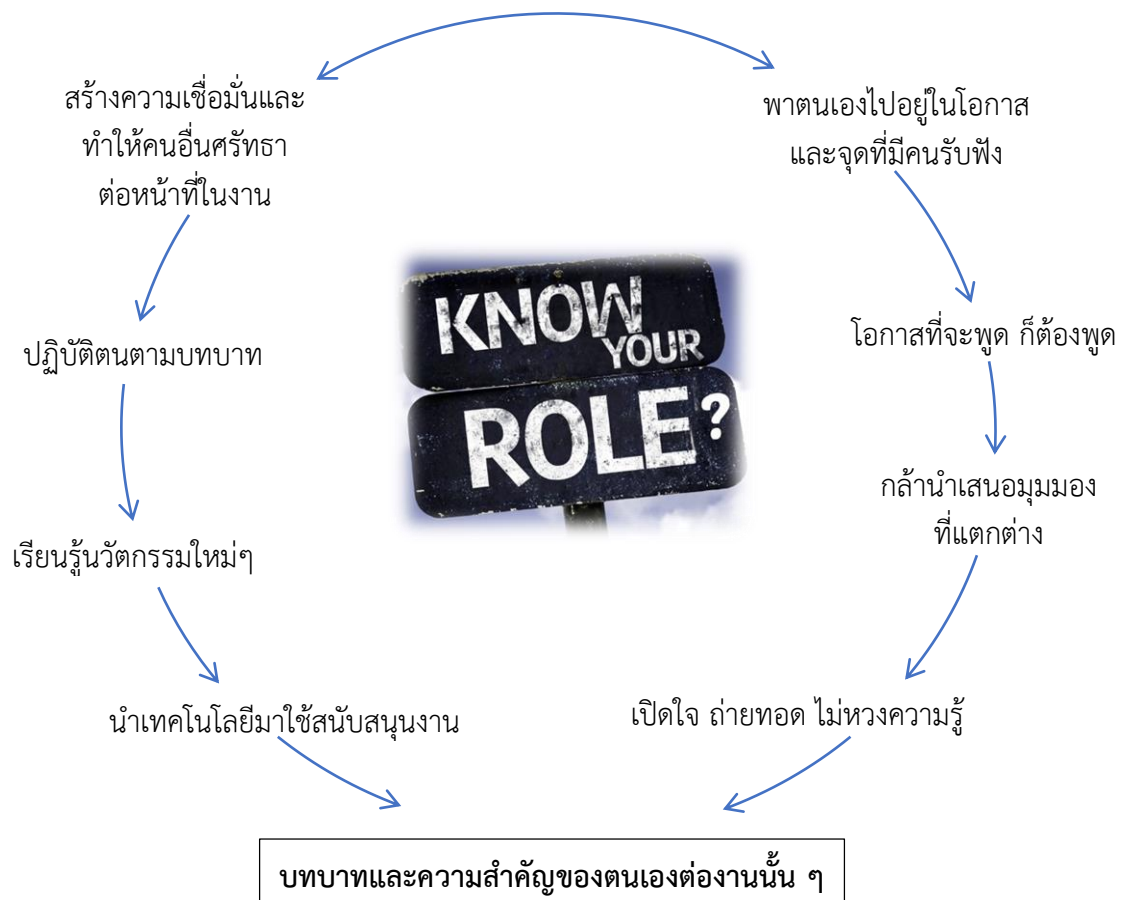 สร้างความเชื่อมั่นและ
ทำให้คนอื่นศรัทธา
ต่อหน้าที่ในงาน
พาตนเองไปอยู่ในโอกาส
และจุดที่มีคนรับฟัง
KNOW
YOUR
ROLE?
ปฏิบัติตนตามบทบาท
โอกาสที่จะพูด ก็ต้องพูด
กล้านำเสนอมุมมอง
ที่แตกต่าง
เรียนรู้นวัตกรรมใหม่ๆ
นำเทคโนโลยีมาใช้สนับสนุนงาน
เปิดใจ ถ่ายทอด ไม่หวงความรู้
บทบาทและความสำคัญของตนเองต่องานนั้น ๆ